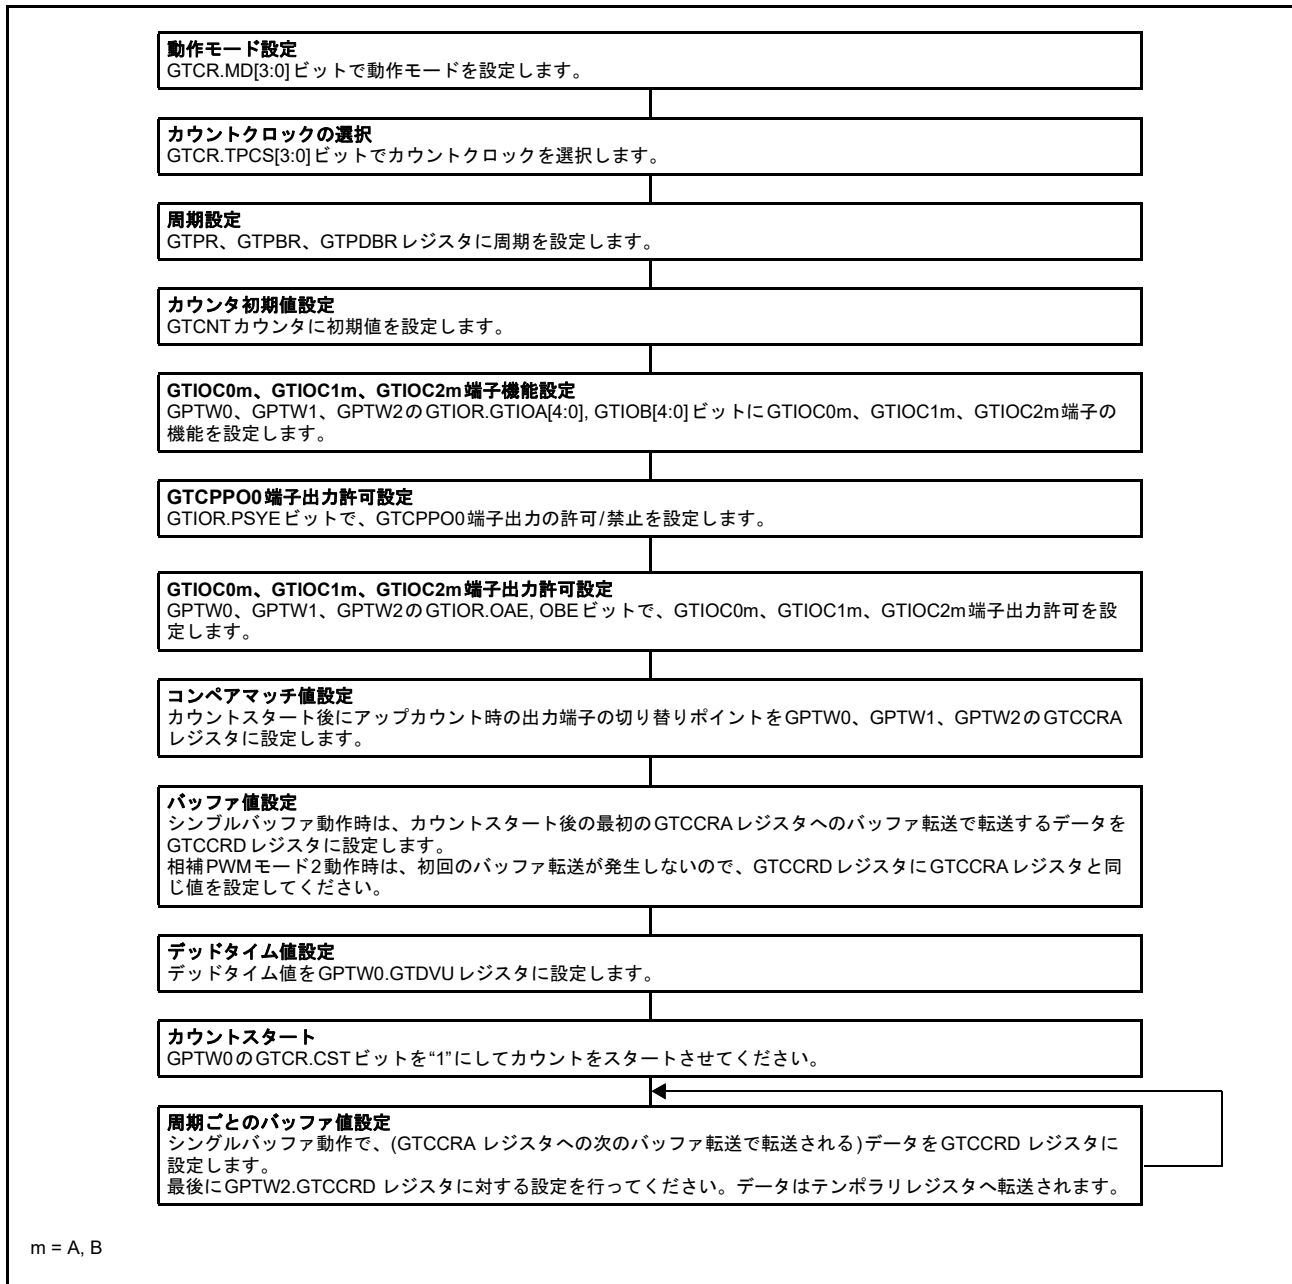 動作モード設定
GTCR.MD[3:0]ビットで動作モードを設定します。
カウントクロックの選択
GTCR.TPCS[3:0]ビットでカウントクロックを選択します。
周期設定
GTPR、GTPBR、GTPDBRレジスタに周期を設定します。
カウンタ初期値設定
GTCNTカウンタに初期値を設定します。
GTIOC0m、GTIOC1m、GTIOC2m端子機能設定
GPTW0、GPTW1、GPTW2のGTIOR.GTIOA[4:0], GTIOB[4:0]ビットにGTIOC0m、GTIOC1m、GTIOC2m端子の
機能を設定します。
GTCPPO0端子出力許可設定
GTIOR.PSYEビットで、GTCPPO0端子出力の許可/禁止を設定します。
GTIOC0m、GTIOC1m、GTIOC2m端子出力許可設定
GPTW0、GPTW1、GPTW2のGTIOR.OAE, OBEビットで、GTIOC0m、GTIOC1m、GTIOC2m端子出力許可を設
定します。
コンペアマッチ値設定
カウントスタート後にアップカウント時の出力端子の切り替りポイントをGPTW0、GPTW1、GPTW2のGTCCRA
レジスタに設定します。
バッファ値設定
シンブルバッファ動作時は、カウントスタート後の最初のGTCCRAレジスタへのバッファ転送で転送するデータを
GTCCRDレジスタに設定します。
相補PWMモード2動作時は、初回のバッファ転送が発生しないので、GTCCRDレジスタにGTCCRAレジスタと同
じ値を設定してください。
デッドタイム値設定
デッドタイム値をGPTW0.GTDVUレジスタに設定します。
カウントスタート
GPTW0のGTCR.CSTビットを“1”にしてカウントをスタートさせてください。
周期ごとのバッファ値設定
シングルバッファ動作で、(GTCCRA レジスタへの次のバッファ転送で転送される)データをGTCCRD レジスタに
設定します。
最後にGPTW2.GTCCRD レジスタに対する設定を行ってください。データはテンポラリレジスタへ転送されます。
m = A, B